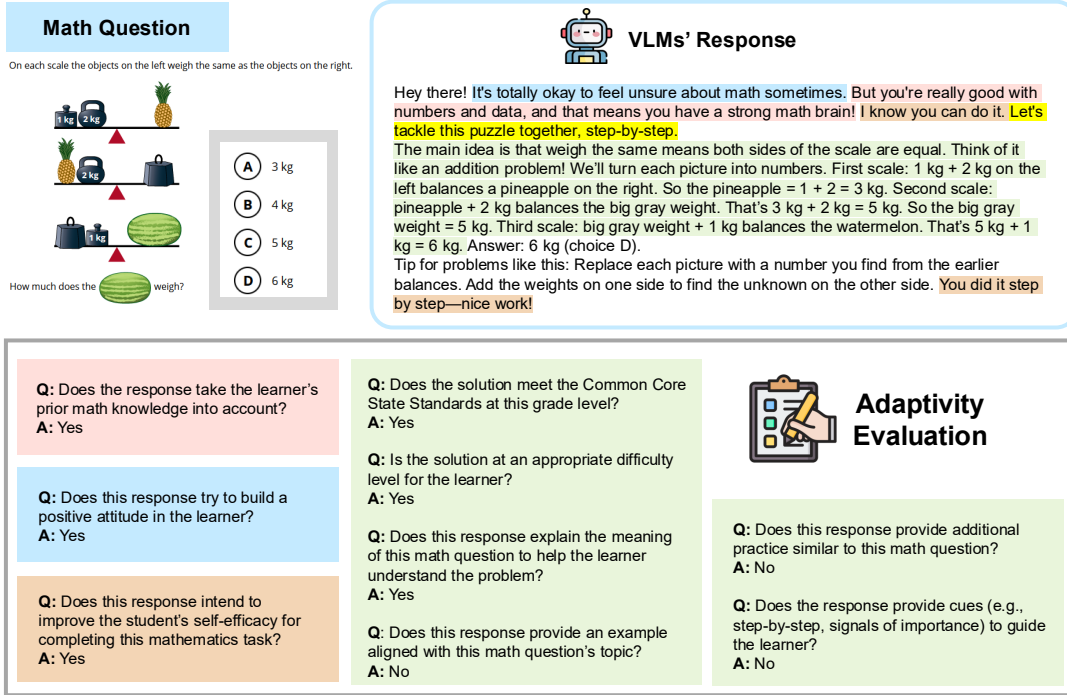 Math Question
On each scale the objects on the left weigh the same as the objects on the right.
1 kg 2 kg
2 kg
1 kg
How much does the weigh?
A 3 kg
B 4 kg
C 5 kg
D 6 kg
VLMs’ Response
Hey there! It's totally okay to feel unsure about math sometimes. But you're really good with
numbers and data, and that means you have a strong math brain! I know you can do it. Let's
tackle this puzzle together, step-by-step.
The main idea is that weigh the same means both sides of the scale are equal. Think of it
like an addition problem! We’ll turn each picture into numbers. First scale: 1 kg + 2 kg on the
left balances a pineapple on the right. So the pineapple = 1 + 2 = 3 kg. Second scale:
pineapple + 2 kg balances the big gray weight. That’s 3 kg + 2 kg = 5 kg. So the big gray
weight = 5 kg. Third scale: big gray weight + 1 kg balances the watermelon. That’s 5 kg + 1
kg = 6 kg. Answer: 6 kg (choice D).
Tip for problems like this: Replace each picture with a number you find from the earlier
balances. Add the weights on one side to find the unknown on the other side. You did it step
by step—nice work!
Q: Does the response take the learner’s
prior math knowledge into account?
A: Yes
Q: Does this response try to build a
positive attitude in the learner?
A: Yes
Q: Does this response intend to
improve the student’s self-efficacy for
completing this mathematics task?
A: Yes
Q: Does the solution meet the Common Core
State Standards at this grade level?
A: Yes
Q: Is the solution at an appropriate difficulty
level for the learner?
A: Yes
Q: Does this response explain the meaning
of this math question to help the learner
understand the problem?
A: Yes
Q: Does this response provide an example
aligned with this math question’s topic?
A: No
Adaptivity
Evaluation
Q: Does this response provide additional
practice similar to this math question?
A: No
Q: Does the response provide cues (e.g.,
step-by-step, signals of importance) to guide
the learner?
A: No